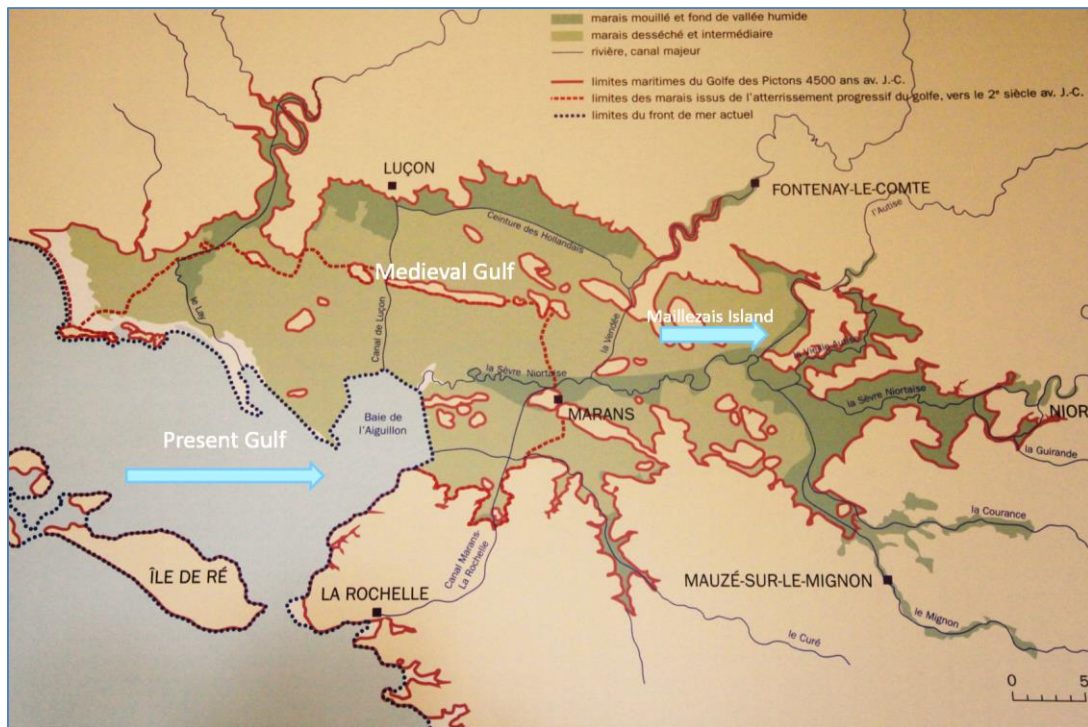 marais mouillé et fond de vallée humide
marais desséché et intermédiaire
rivière, canal majeur
limites maritimes du Golfe des Pictons 4500 ans av. J.-C.
limites des marais issus de l'atterrissement progressif du golfe, vers le 2e siècle av. J.-C.
limites du front de mer actuel
LUÇON
FONTENAY-LE-COMTE
l'Autise
Ceinture des Hollandais
Medieval Gulf
le Lay
Canal de Luçon
Maillezais Island
la Vendée
la Vieille Autise
la Sèvre Niortaise
la Sèvre Niortaise
MARANS
NIOR
Baie de
l'Aiguillon
Present Gulf
la Guirande
la Courance
Canal Marans-
La Rochelle
ÎLE DE RÉ
LA ROCHELLE
MAUZÉ-SUR-LE-MIGNON
le Mignon
le Curé
0 5